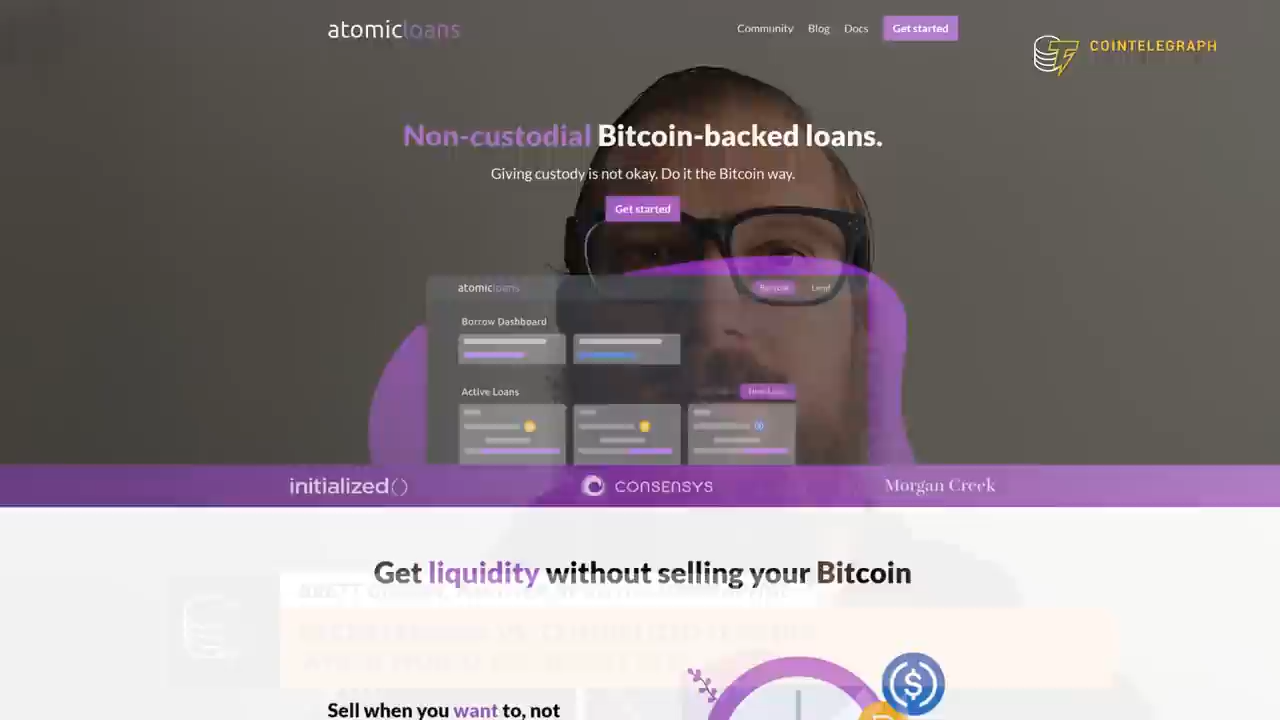 atomicloans
Community Blog Docs Get started
COINTELEGRAPH
Non-custodial Bitcoin-backed loans.
Giving custody is not okay. Do it the Bitcoin way.
Get started
atomicloans
Borrow Lend
Borrow Dashboard
Active Loans
initialized()
CONSENSYS
Morgan Creek
Get liquidity without selling your Bitcoin
Sell when you want to, not